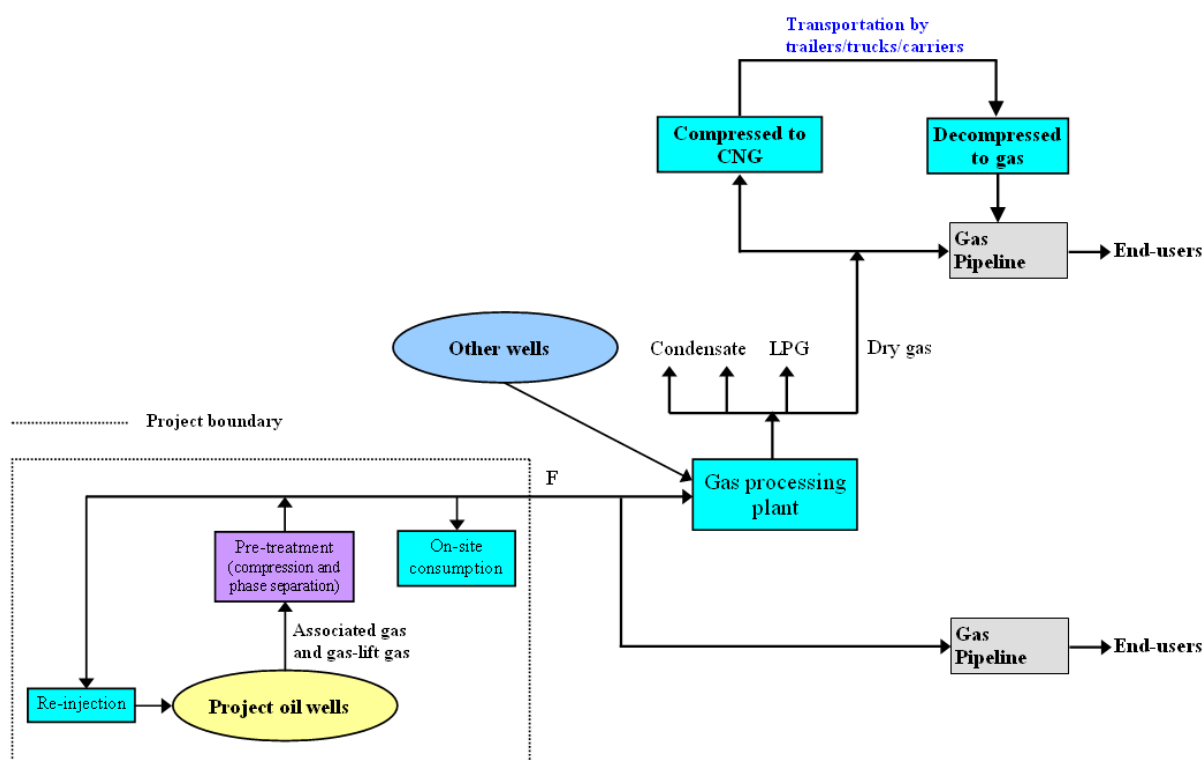 Transportation by
trailers/trucks/carriers
Compressed to
CNG
Decompressed
to gas
Gas
Pipeline
End-users
Other wells
Condensate
LPG
Dry gas
Project boundary
F
Gas processing
plant
Pre-treatment
(compression and
phase separation)
On-site
consumption
Associated gas
and gas-lift gas
Gas
Pipeline
End-users
Re-injection
Project oil wells